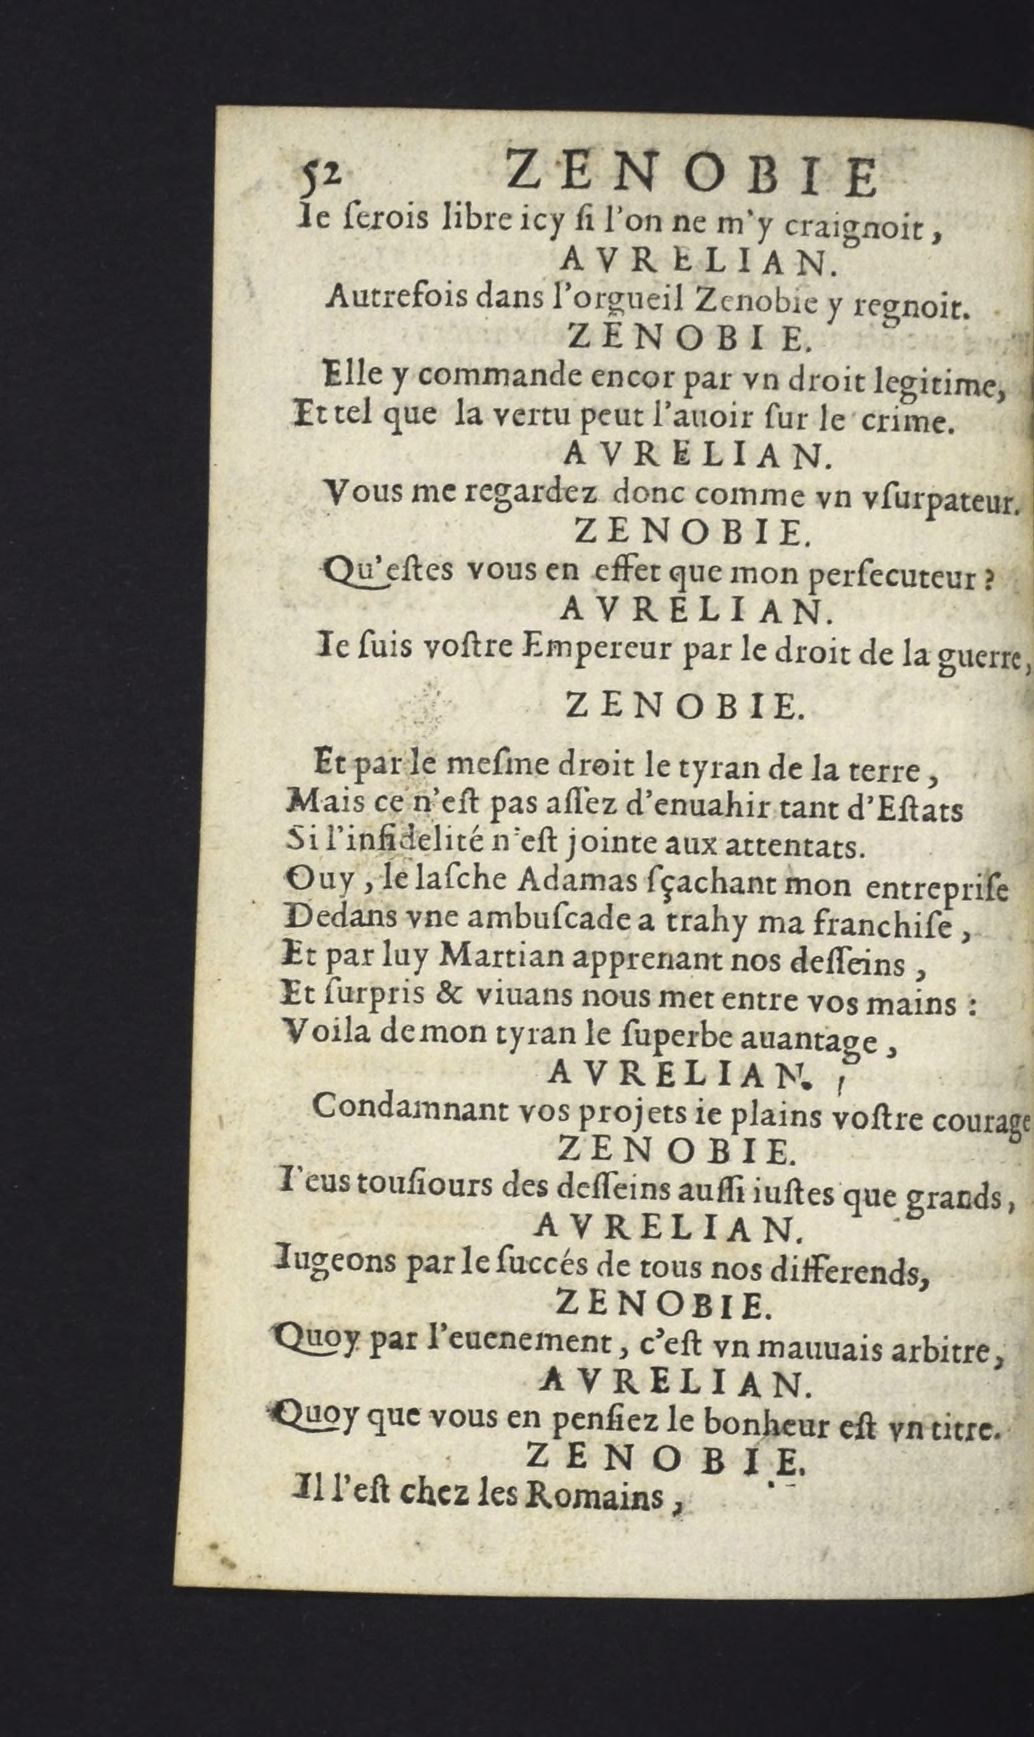 52 ZENOBIE
Ie ſerois libre icy ſi l'on ne m'y craignoit,
AVRELIAN.
Autrefois dans l'orgueil Zenobie y regnoit.
ZENOBIE.
Elle y commande encor par vn droit legitime,
Et tel que la vertu peut l'auoir ſur le crime.
AVRELIAN.
Vous me regardez donc comme vn vſurpateur.
ZENOBIE.
Qu'eſtes vous en effet que mon perſecuteur?
AVRELIAN.
Ie ſuis voſtre Empereur par le droit de la guerre,
ZENOBIE.
Et par le meſme droit le tyran de la terre,
Mais ce n'eſt pas aſſez d'enuahir tant d'Eſtats
Si l'infidelité n'eſt jointe aux attentats.
Ouy, le laſche Adamas ſçachant mon entrepriſe
Dedans vne ambuſcade a trahy ma franchiſe,
Et par luy Martian apprenant nos deſſeins,
Et ſurpris & viuans nous met entre vos mains:
Voila de mon tyran le ſuperbe auantage,
AVRELIAN.
Condamnant vos projets ie plains voſtre courage
ZENOBIE.
I'eus touſiours des deſſeins auſſi iuſtes que grands,
AVRELIAN.
Iugeons par le ſuccés de tous nos differends,
ZENOBIE.
Quoy par l'euenement, c'eſt vn mauuais arbitre,
AVRELIAN.
Quoy que vous en penſiez le bonheur eſt vn titre.
ZENOBIE.
Il l'eſt chez les Romains,